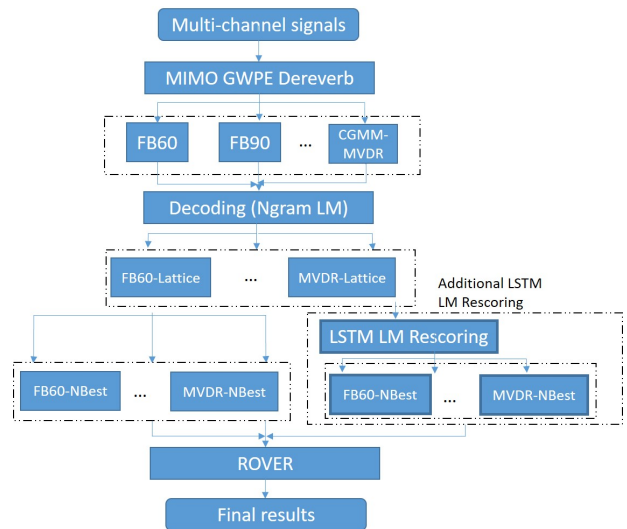 Multi-channel signals
MIMO GWPE Dereverb
FB60
FB90
...
CGMM-
MVDR
Decoding (Ngram LM)
FB60-Lattice
...
MVDR-Lattice
Additional LSTM
LM Rescoring
LSTM LM Rescoring
FB60-NBest
...
MVDR-NBest
FB60-NBest
...
MVDR-NBest
ROVER
Final results